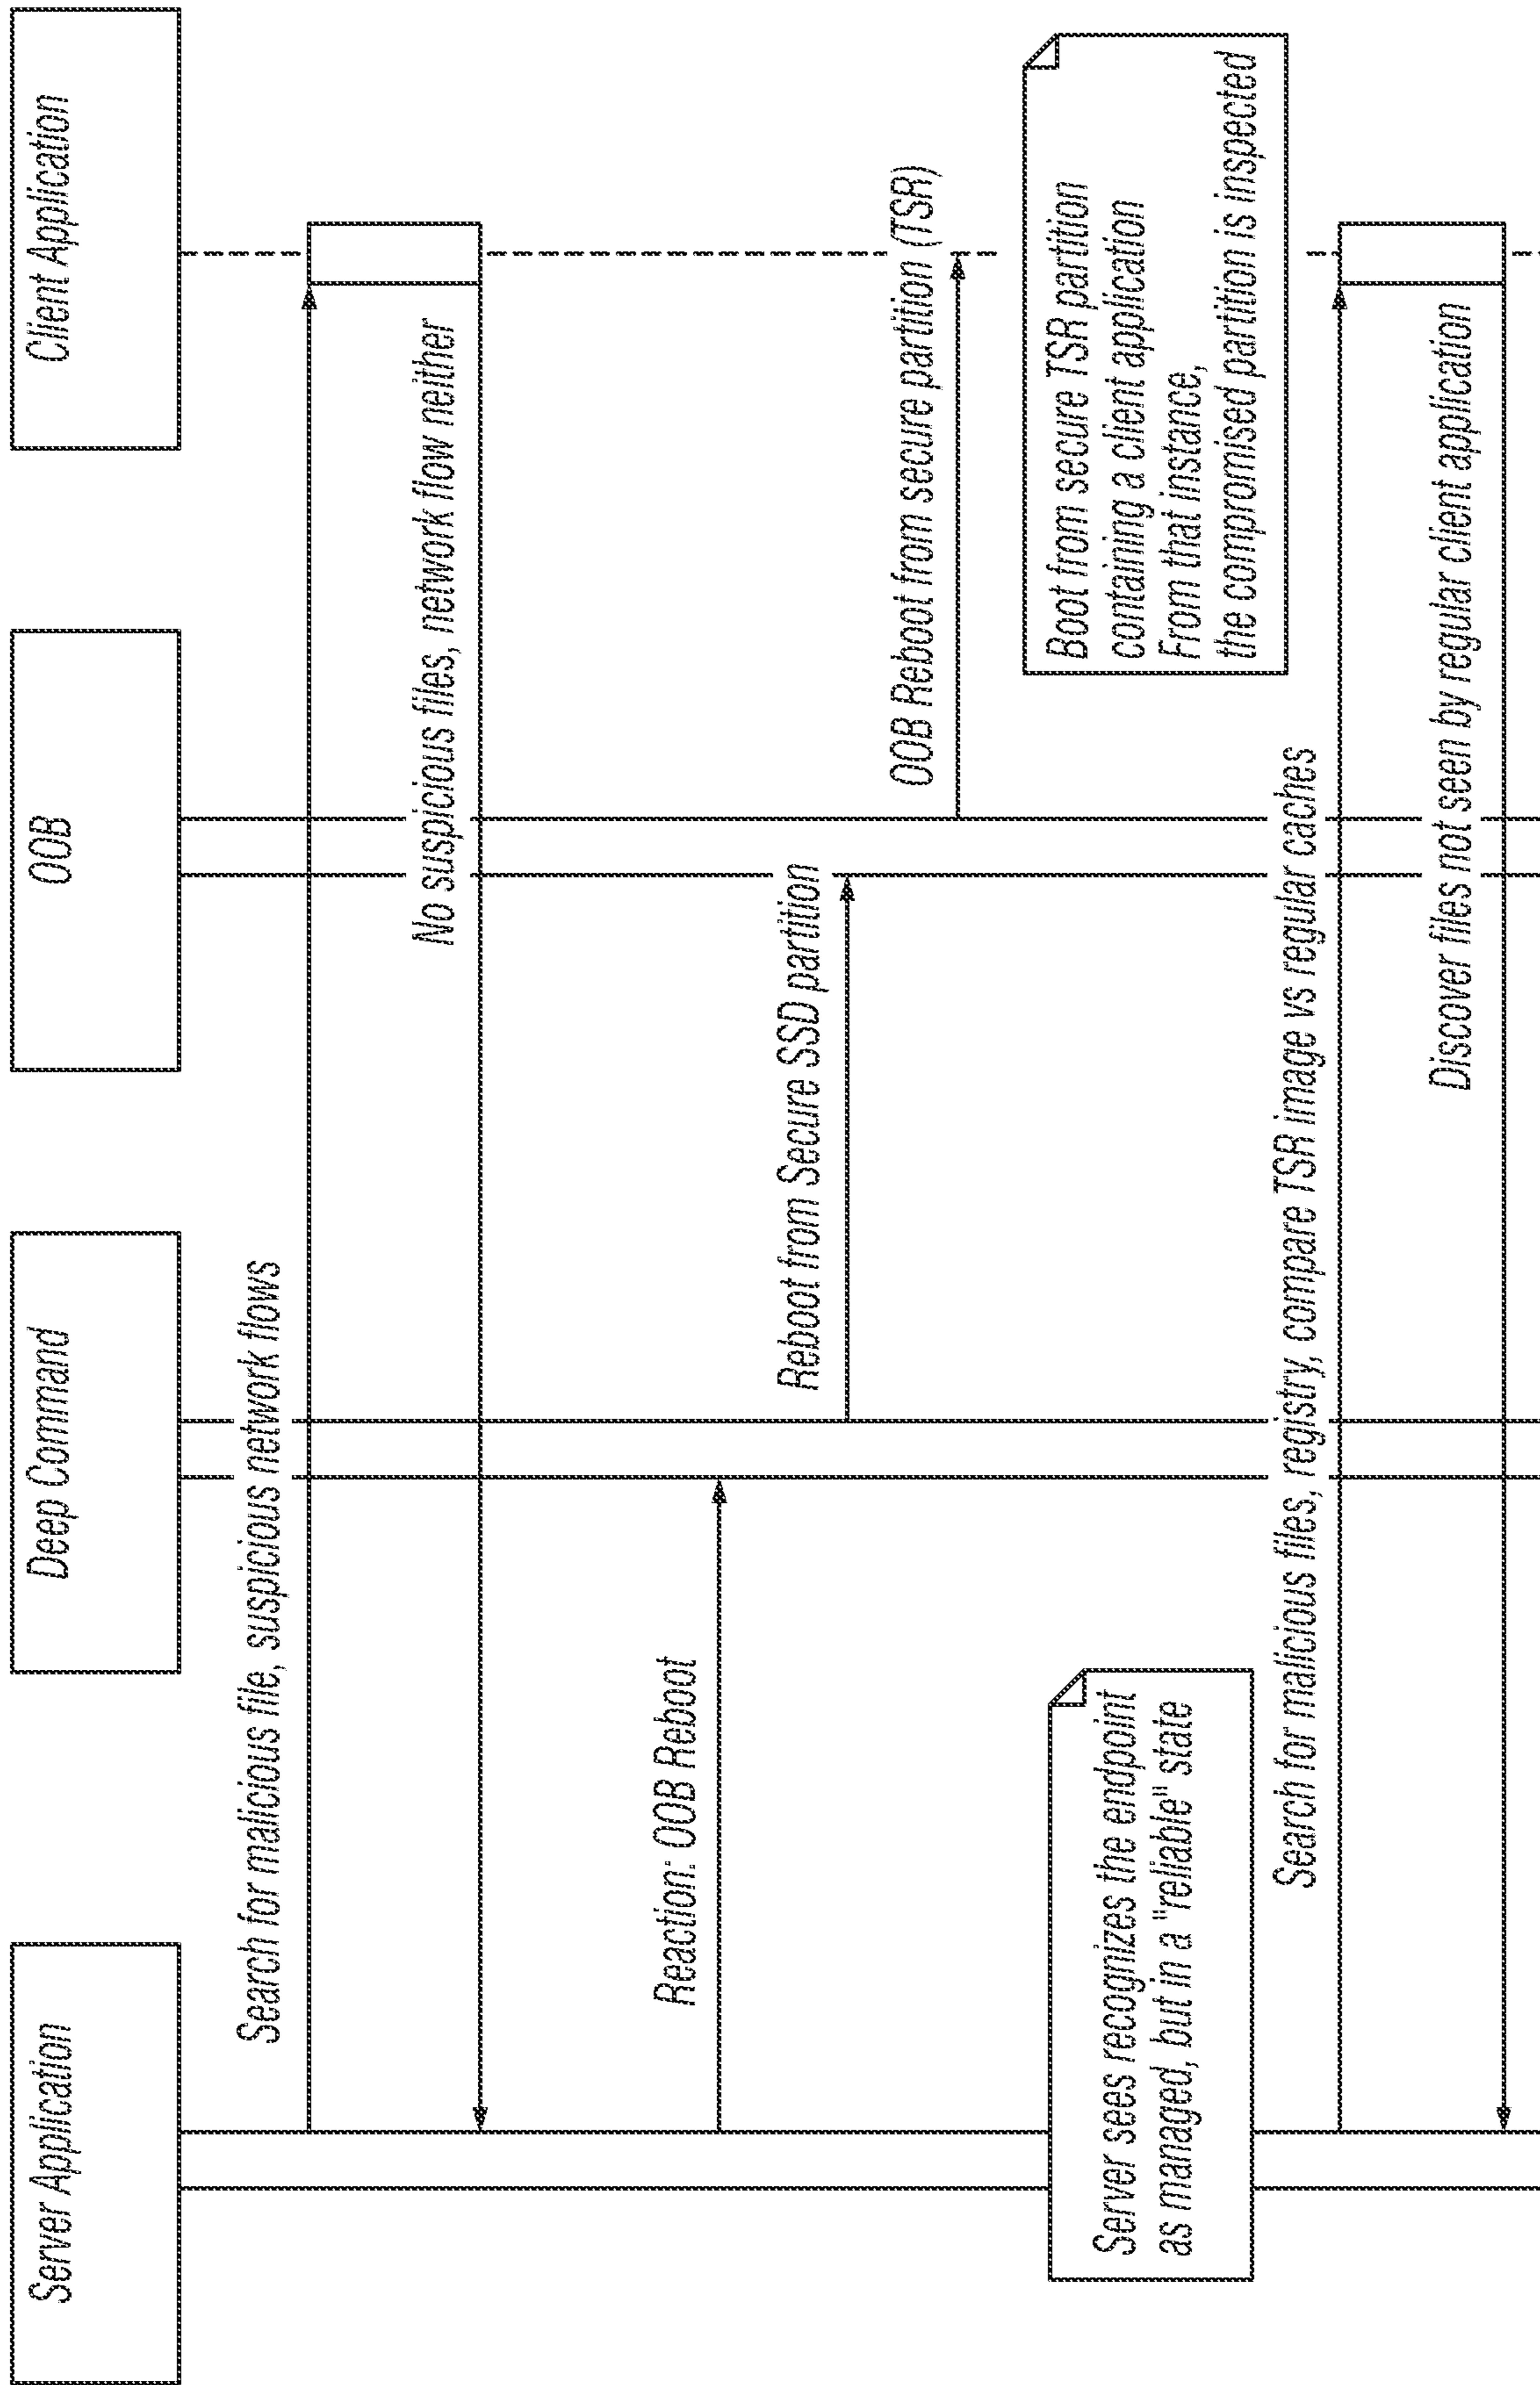 Server Application
Deep Command
OOB
Client Application
Search for malicious file, suspicious network flows
No suspicious files, network flow neither
Reaction: OOB Reboot
Reboot from Secure SSD partition
OOB Reboot from secure partition (TSR)
Boot from secure TSR partition
containing a client application
From that instance,
the compromised partition is inspected
Server sees recognizes the endpoint
as managed, but in a "reliable" state
Search for malicious files, registry, compare TSR image vs regular caches
Discover files not seen by regular client application